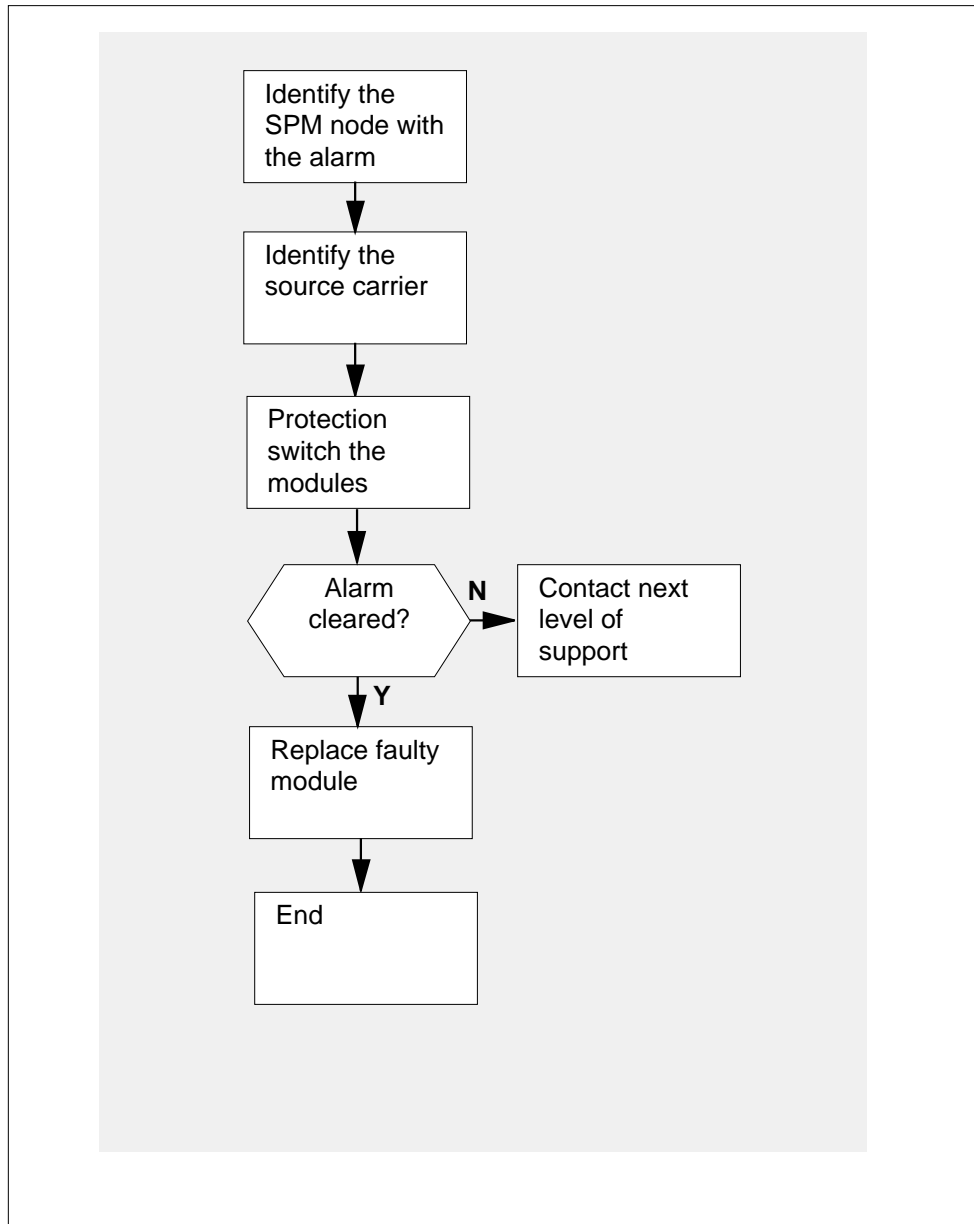 Identify the
SPM node with
the alarm
Identify the
source carrier
Protection
switch the
modules
Alarm
cleared?
N
Contact next
level of
support
Y
Replace faulty
module
End